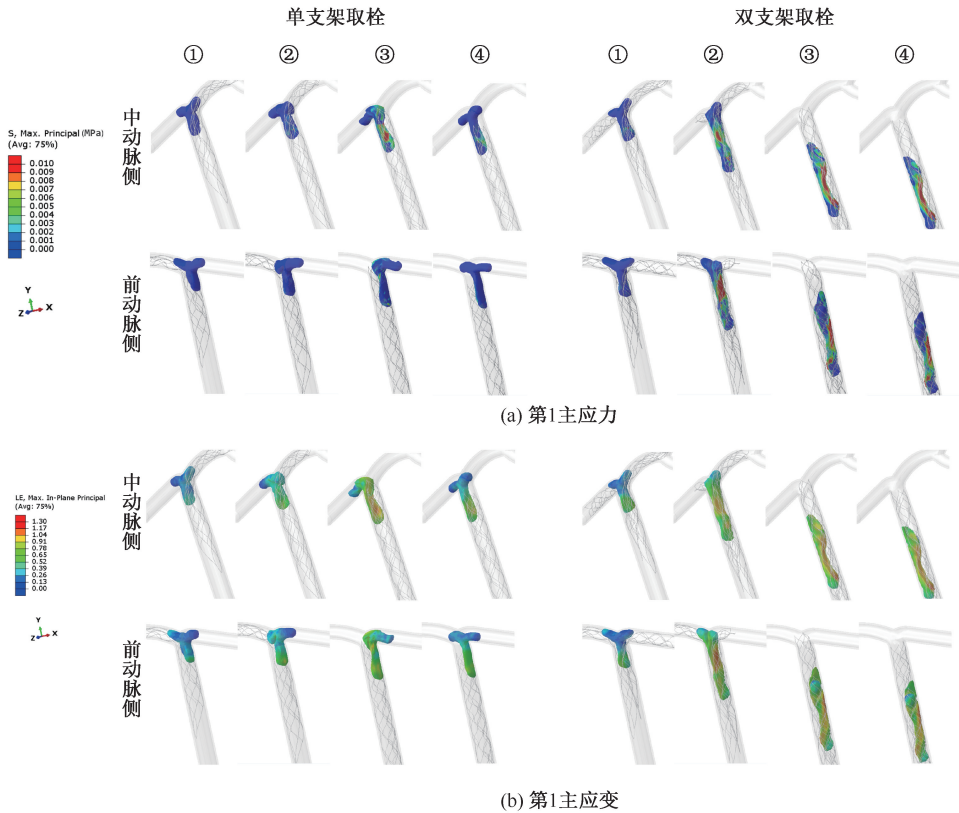 单支架取栓
双支架取栓
① ② ③ ④
① ② ③ ④
中动脉侧
S, Max. Principal (MPa)
(Avg: 75%)
0.010
0.009
0.008
0.007
0.006
0.005
0.004
0.003
0.002
0.001
0.000
Y
X
Z
前动脉侧
(a) 第1主应力
中动脉侧
LE, Max. In-Plane Principal
(Avg: 75%)
1.30
1.17
1.04
0.91
0.78
0.65
0.52
0.39
0.26
0.13
0.00
Y
X
Z
前动脉侧
(b) 第1主应变